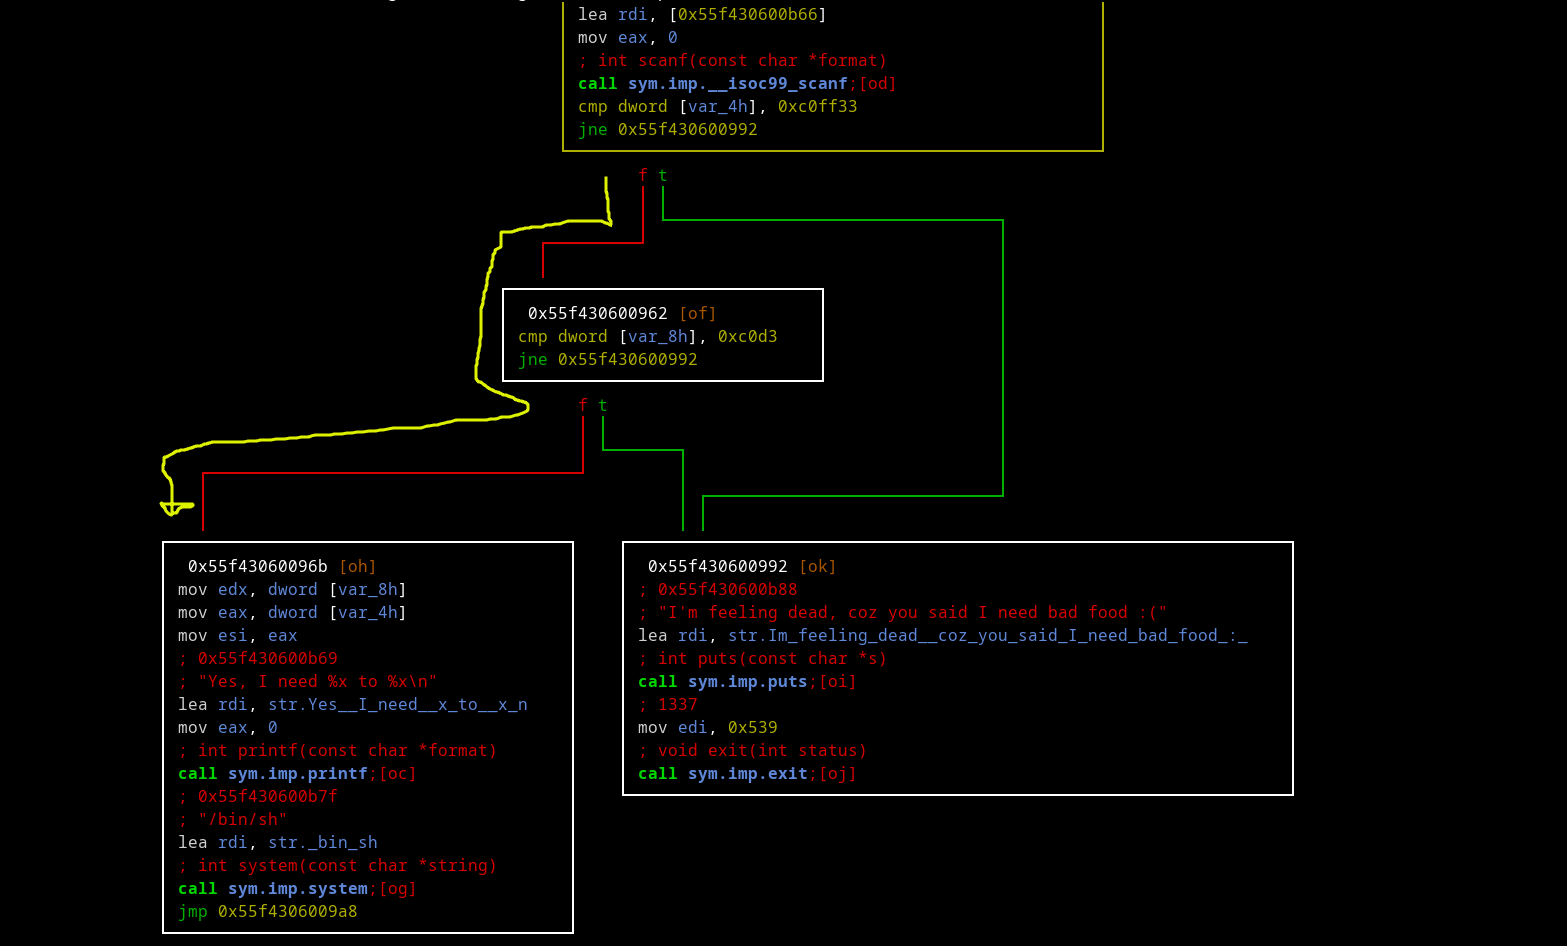 lea rdi, [0x55f430600b66]
mov eax, 0
; int scanf(const char *format)
call sym.imp.__isoc99_scanf;[od]
cmp dword [var_4h], 0xc0ff33
jne 0x55f430600992
f t
0x55f430600962 [of]
cmp dword [var_8h], 0xc0d3
jne 0x55f430600992
f t
0x55f43060096b [oh]
mov edx, dword [var_8h]
mov eax, dword [var_4h]
mov esi, eax
; 0x55f430600b69
; "Yes, I need %x to %x\n"
lea rdi, str.Yes__I_need__x_to__x_n
mov eax, 0
; int printf(const char *format)
call sym.imp.printf;[oc]
; 0x55f430600b7f
; "/bin/sh"
lea rdi, str._bin_sh
; int system(const char *string)
call sym.imp.system;[og]
jmp 0x55f4306009a8
0x55f430600992 [ok]
; 0x55f430600b88
; "I'm feeling dead, coz you said I need bad food :("
lea rdi, str.Im_feeling_dead__coz_you_said_I_need_bad_food_:_
; int puts(const char *s)
call sym.imp.puts;[oi]
; 1337
mov edi, 0x539
; void exit(int status)
call sym.imp.exit;[oj]